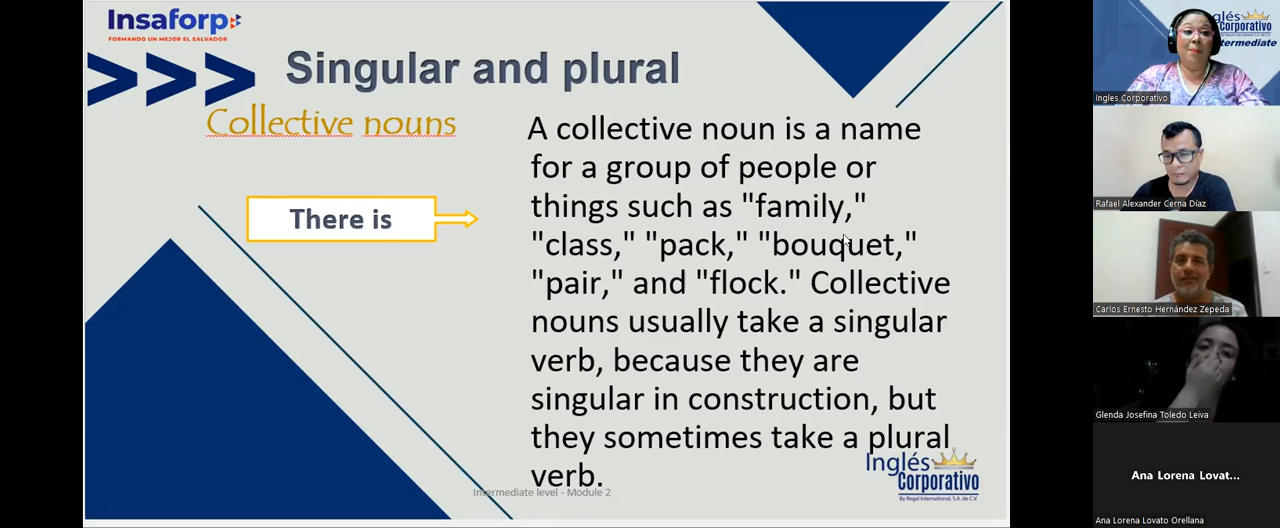 Insaforp
FORMANDO UN MEJOR EL SALVADOR
>>> Singular and plural
Collective nouns
There is
A collective noun is a name
for a group of people or
things such as "family,"
"class," "pack," "bouquet,"
"pair," and "flock." Collective
nouns usually take a singular
verb, because they are
singular in construction, but
they sometimes take a plural
verb.
Intermediate level - Module 2
Inglés
Corporativo
By Regal International, S.A. de C.V.
Corporativo
Ingles Corporativo
Rafael Alexander Cerna Díaz
Carlos Ernesto Hernández Zepeda
Glenda Josefina Toledo Leiva
Ana Lorena Lovat...
Ana Lorena Lovato Orellana